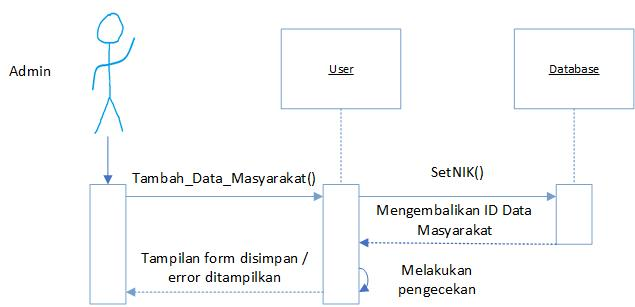 Admin
User
Database
Tambah_Data_Masyarakat()
SetNIK()
Mengembalikan ID Data
Masyarakat
Tampilan form disimpan /
error ditampilkan
Melakukan
pengecekan